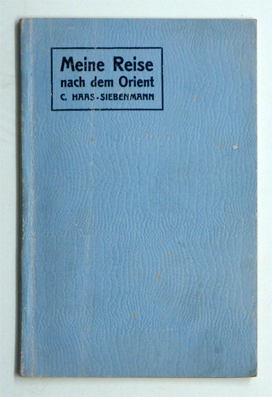 Meine Reise
nach dem Orient
C. HAAS-SIEBENMANN